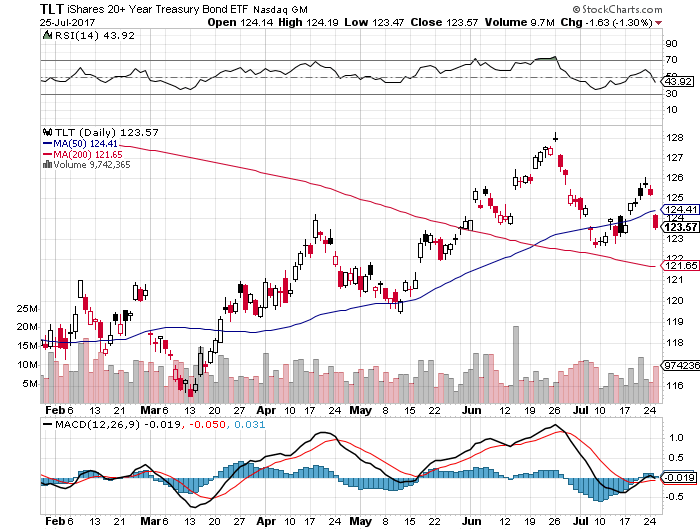 TLT iShares 20+ Year Treasury Bond ETF Nasdaq GM © StockCharts.com
25-Jul-2017 Open 124.14 High 124.19 Low 123.47 Close 123.57 Volume 9.7M Chg -1.63 (-1.30%)
RSI(14) 43.92
90
70
50
43.92
30
10
TLT (Daily) 123.57
MA(50) 124.41
MA(200) 121.65
Volume 9,742,365
128
127
126
125
124.41
124
123.57
123
122
121.65
121
120
119
118
117
116
25M
20M
15M
10M
5M
9742365
Feb 6 13 21 27 Mar 6 13 20 27 Apr 10 17 24 May 8 15 22 Jun 12 19 26 Jul 10 17 24
MACD(12,26,9) -0.019, -0.050, 0.031
1.0
0.5
-0.019
-0.5
Feb 6 13 21 27 Mar 6 13 20 27 Apr 10 17 24 May 8 15 22 Jun 12 19 26 Jul 10 17 24